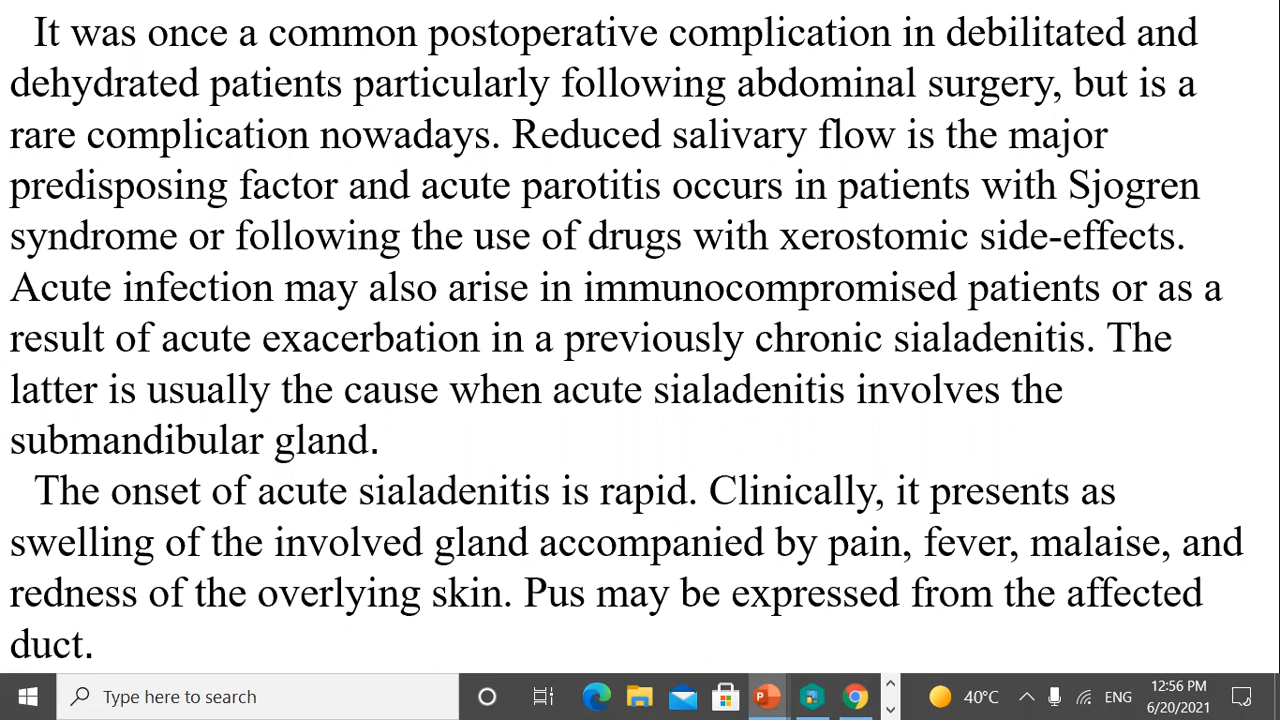 It was once a common postoperative complication in debilitated and
dehydrated patients particularly following abdominal surgery, but is a
rare complication nowadays. Reduced salivary flow is the major
predisposing factor and acute parotitis occurs in patients with Sjogren
syndrome or following the use of drugs with xerostomic side-effects.
Acute infection may also arise in immunocompromised patients or as a
result of acute exacerbation in a previously chronic sialadenitis. The
latter is usually the cause when acute sialadenitis involves the
submandibular gland.
The onset of acute sialadenitis is rapid. Clinically, it presents as
swelling of the involved gland accompanied by pain, fever, malaise, and
redness of the overlying skin. Pus may be expressed from the affected
duct.
Type here to search
40°C
ENG
12:56 PM
6/20/2021